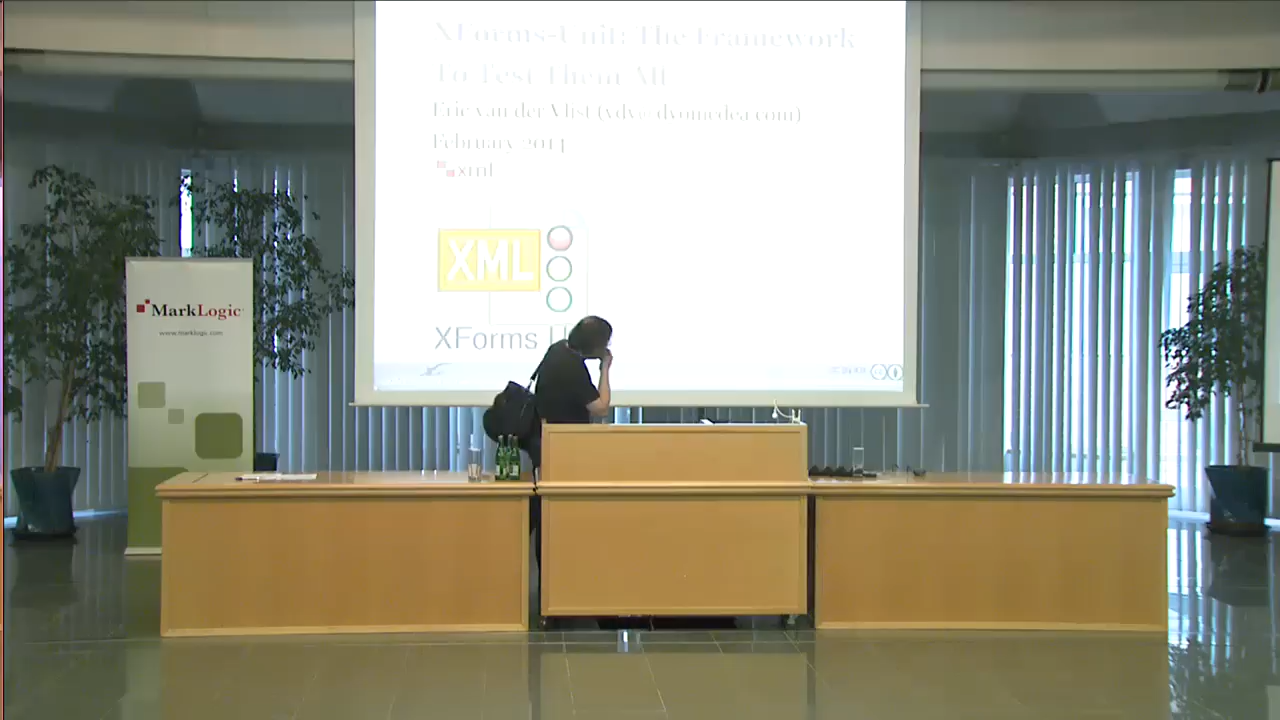 XForms-Unit: The Framework
To Test Them All
Eric van der Vlist (vdv@dyomedea.com)
February 2014
xml
XML
XForms
MarkLogic
www.marklogic.com